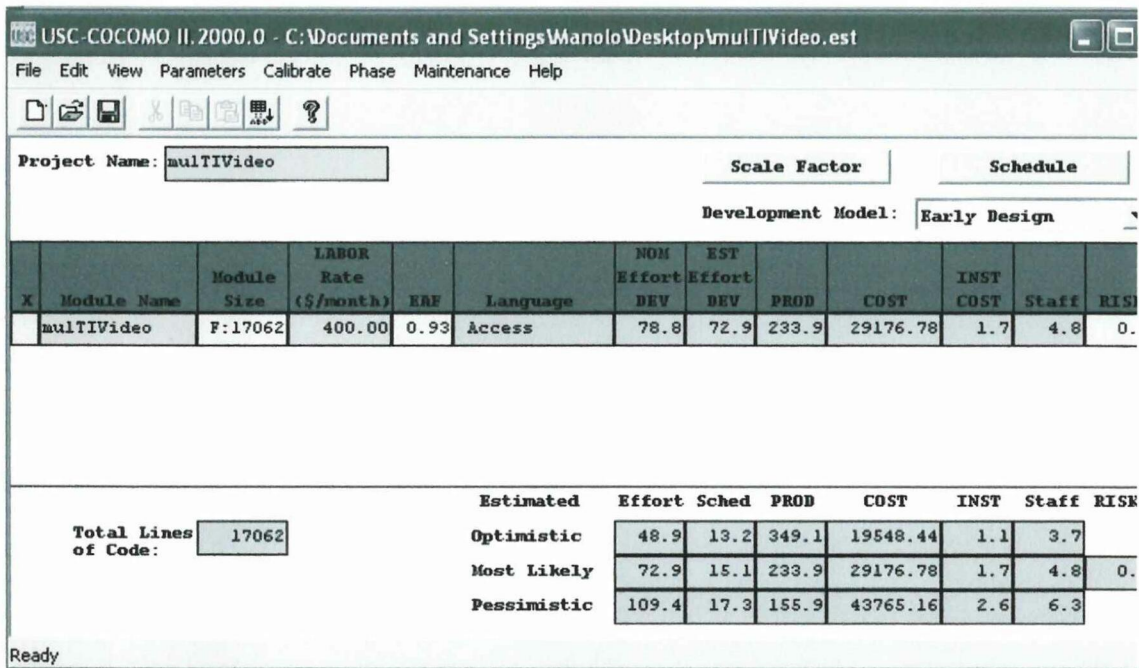 USC-COCOMO II.2000.0 - C:\Documents and Settings\Manolo\Desktop\mulTIVideo.est
File Edit View Parameters Calibrate Phase Maintenance Help
Project Name: mulTIVideo
Scale Factor Schedule
Development Model: Early Design
X Module Name Module Size LABOR Rate ($/month) EAF Language NOM Effort DEV EST Effort DEV PROD COST INST COST Staff RISK
mulTIVideo F:17062 400.00 0.93 Access 78.8 72.9 233.9 29176.78 1.7 4.8 0.
Estimated Effort Sched PROD COST INST Staff RISK
Total Lines of Code: 17062
Optimistic 48.9 13.2 349.1 19548.44 1.1 3.7
Most Likely 72.9 15.1 233.9 29176.78 1.7 4.8 0.
Pessimistic 109.4 17.3 155.9 43765.16 2.6 6.3
Ready